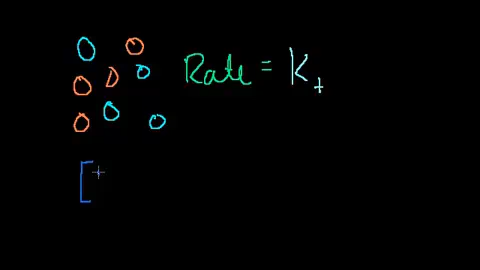 Rate = K₊
[